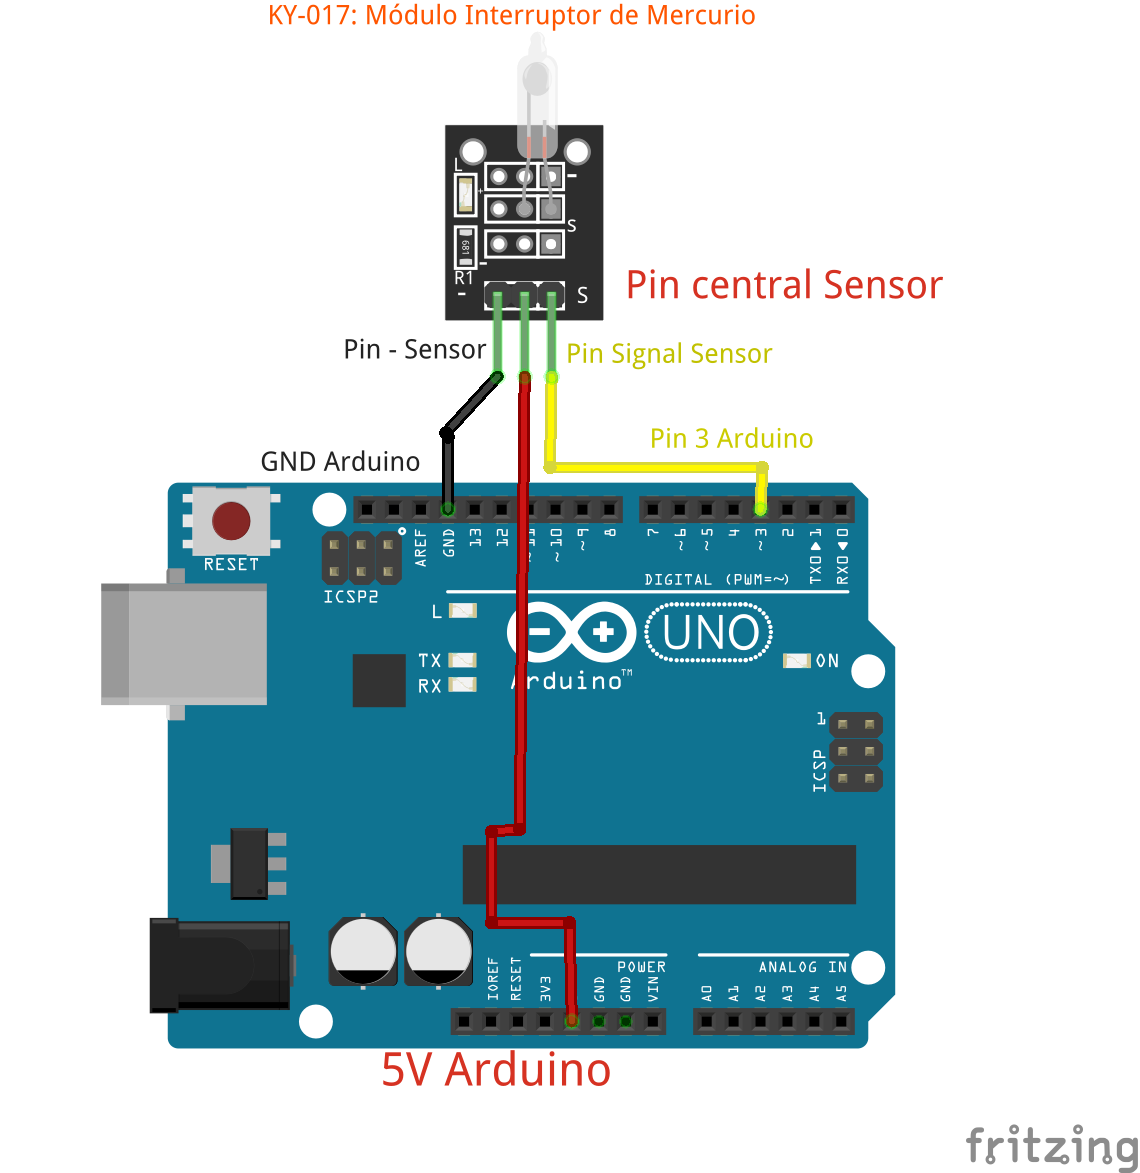 KY-017: Módulo Interruptor de Mercurio
L
+
-
S
681
-
R1
-
S
Pin central Sensor
Pin - Sensor
Pin Signal Sensor
Pin 3 Arduino
GND Arduino
RESET
ICSP2
AREF
GND
13
12
~11
~10
~9
8
7
~6
~5
4
~3
2
TX0▶1
RX0◀0
DIGITAL (PWM=~)
L
TX
RX
UNO
Arduino™
ON
1
ICSP
IOREF
RESET
3V3
GND
GND
VIN
POWER
ANALOG IN
A0
A1
A2
A3
A4
A5
5V Arduino
fritzing